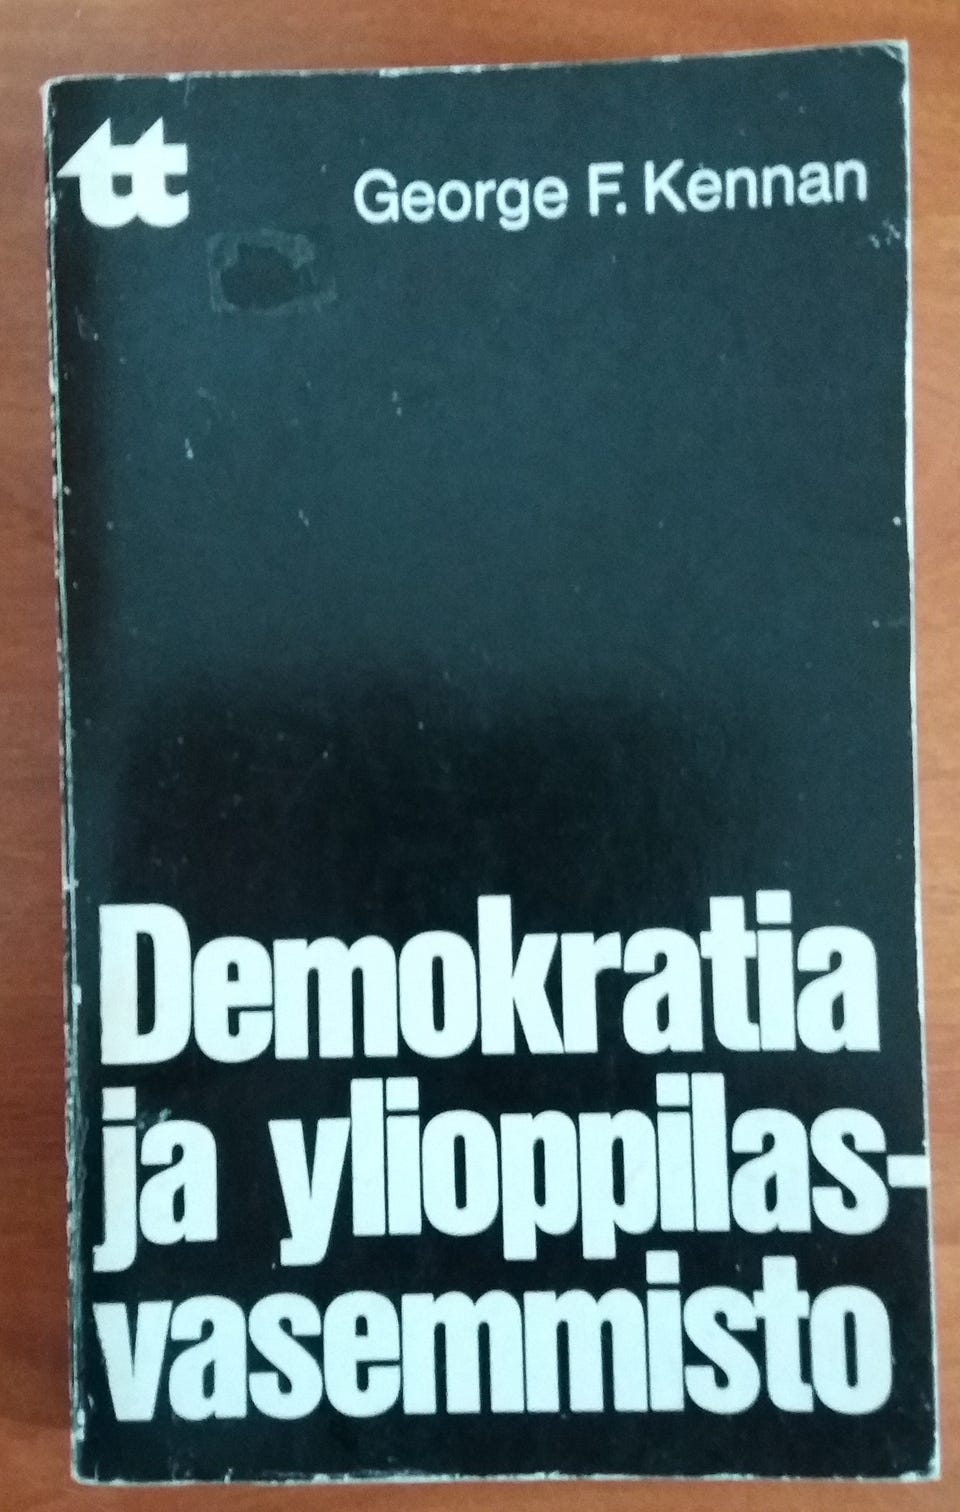 tt
George F. Kennan
Demokratia
ja ylioppilas-
vasemmisto